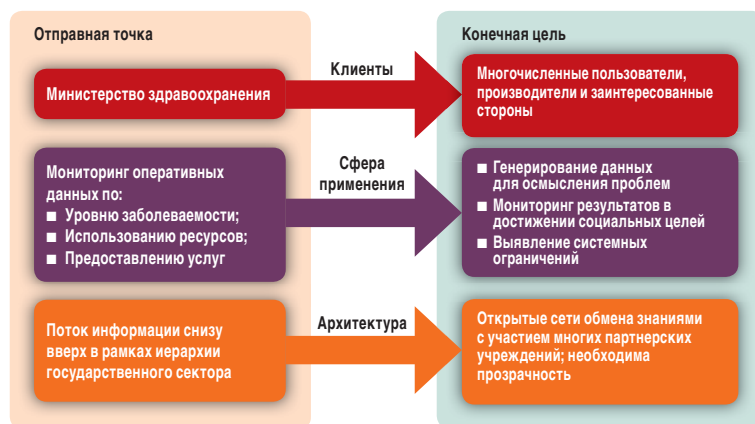 Отправная точка
Министерство здравоохранения
Мониторинг оперативных
данных по:
■ Уровню заболеваемости;
■ Использованию ресурсов;
■ Предоставлению услуг
Поток информации снизу
вверх в рамках иерархии
государственного сектора
Клиенты
Сфера
применения
Архитектура
Конечная цель
Многочисленные пользователи,
производители и заинтересованные
стороны
■ Генерирование данных
для осмысления проблем
■ Мониторинг результатов в
достижении социальных целей
■ Выявление системных
ограничений
Открытые сети обмена знаниями
с участием многих партнерских
учреждений; необходима
прозрачность